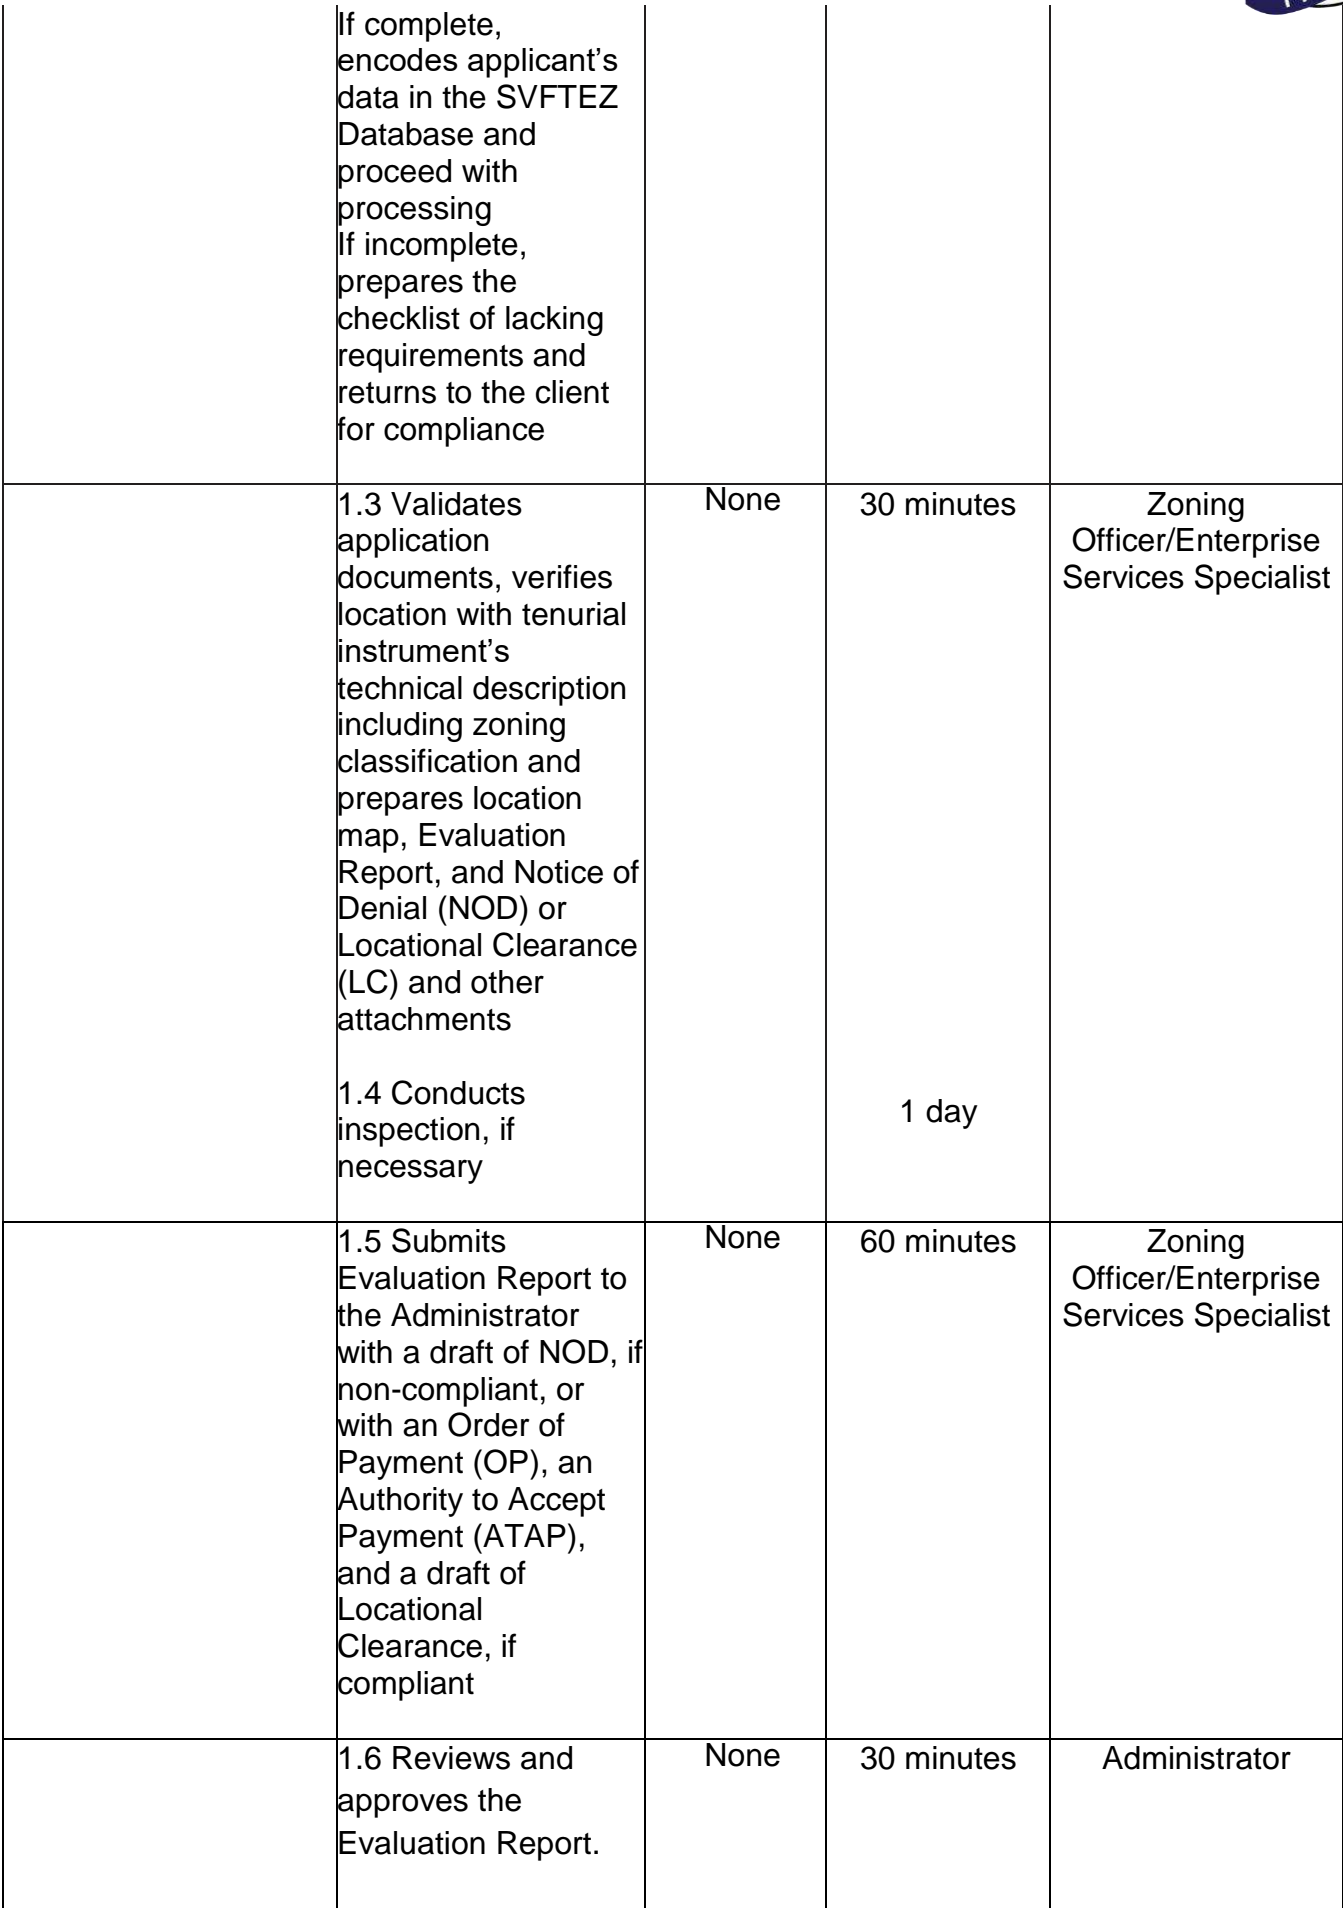 If complete,
encodes applicant’s
data in the SVFTEZ
Database and
proceed with
processing
If incomplete,
prepares the
checklist of lacking
requirements and
returns to the client
for compliance
1.3 Validates
application
documents, verifies
location with tenurial
instrument’s
technical description
including zoning
classification and
prepares location
map, Evaluation
Report, and Notice of
Denial (NOD) or
Locational Clearance
(LC) and other
attachments
1.4 Conducts
inspection, if
necessary
None
30 minutes
1 day
Zoning
Officer/Enterprise
Services Specialist
1.5 Submits
Evaluation Report to
the Administrator
with a draft of NOD, if
non-compliant, or
with an Order of
Payment (OP), an
Authority to Accept
Payment (ATAP),
and a draft of
Locational
Clearance, if
compliant
None
60 minutes
Zoning
Officer/Enterprise
Services Specialist
1.6 Reviews and
approves the
Evaluation Report.
None
30 minutes
Administrator